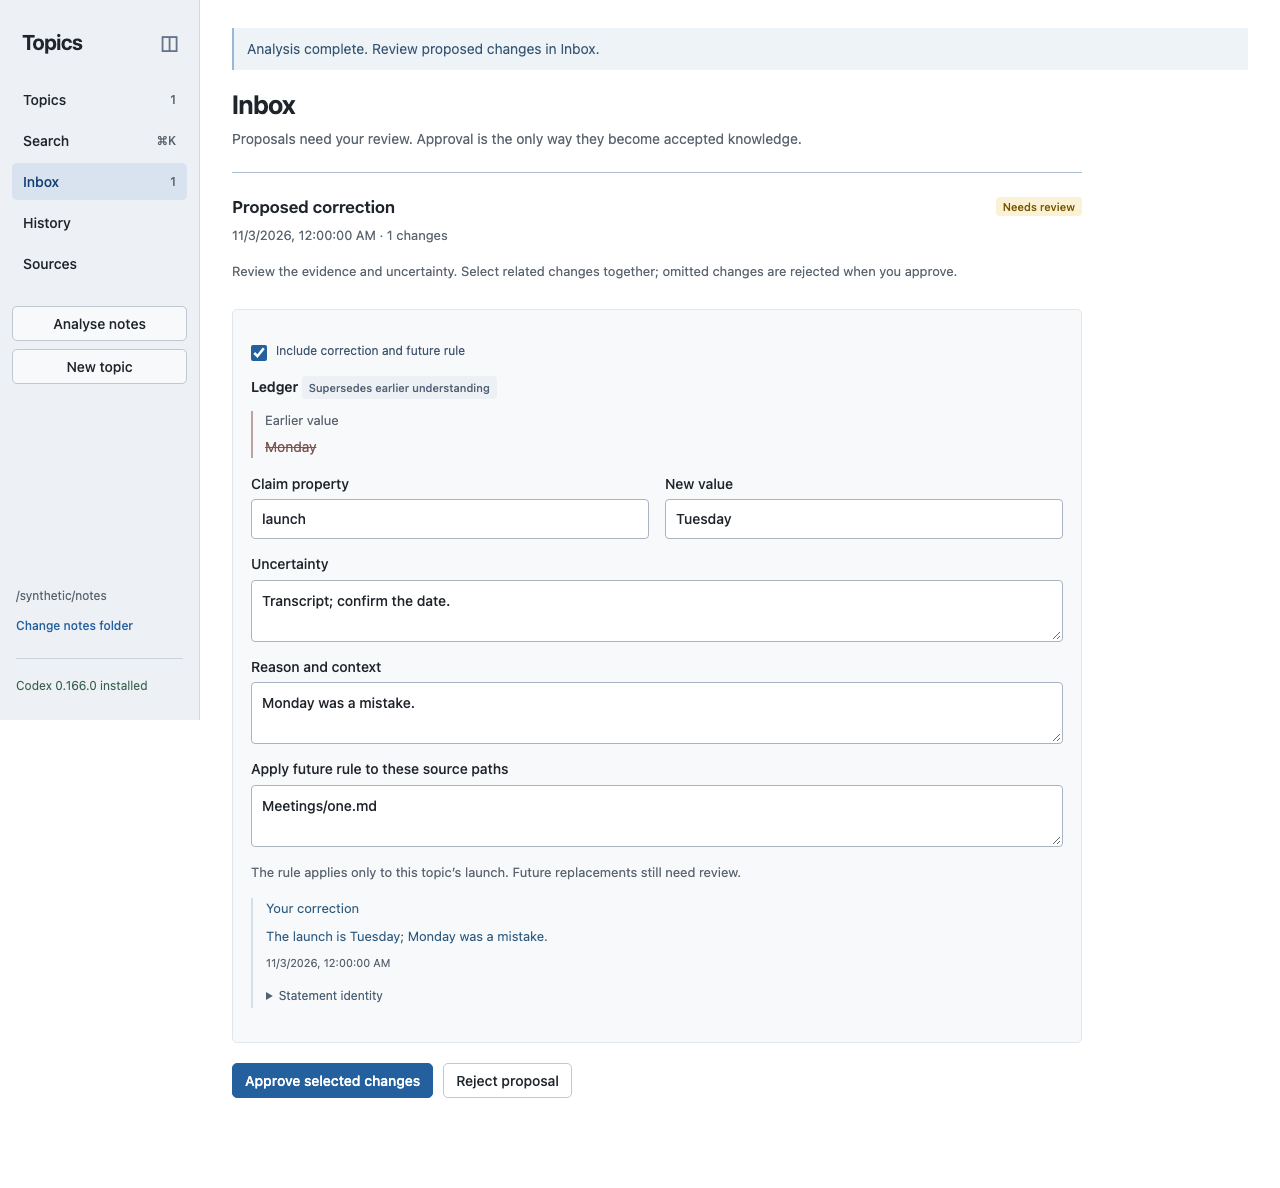 Topics
Topics 1
Search ⌘K
Inbox 1
History
Sources
Analyse notes
New topic
/synthetic/notes
Change notes folder
Codex 0.166.0 installed
Analysis complete. Review proposed changes in Inbox.
Inbox
Proposals need your review. Approval is the only way they become accepted knowledge.
Proposed correction
Needs review
11/3/2026, 12:00:00 AM · 1 changes
Review the evidence and uncertainty. Select related changes together; omitted changes are rejected when you approve.
Include correction and future rule
Ledger Supersedes earlier understanding
Earlier value
Monday
Claim property New value
launch Tuesday
Uncertainty
Transcript; confirm the date.
Reason and context
Monday was a mistake.
Apply future rule to these source paths
Meetings/one.md
The rule applies only to this topic’s launch. Future replacements still need review.
Your correction
The launch is Tuesday; Monday was a mistake.
11/3/2026, 12:00:00 AM
Statement identity
Approve selected changes Reject proposal